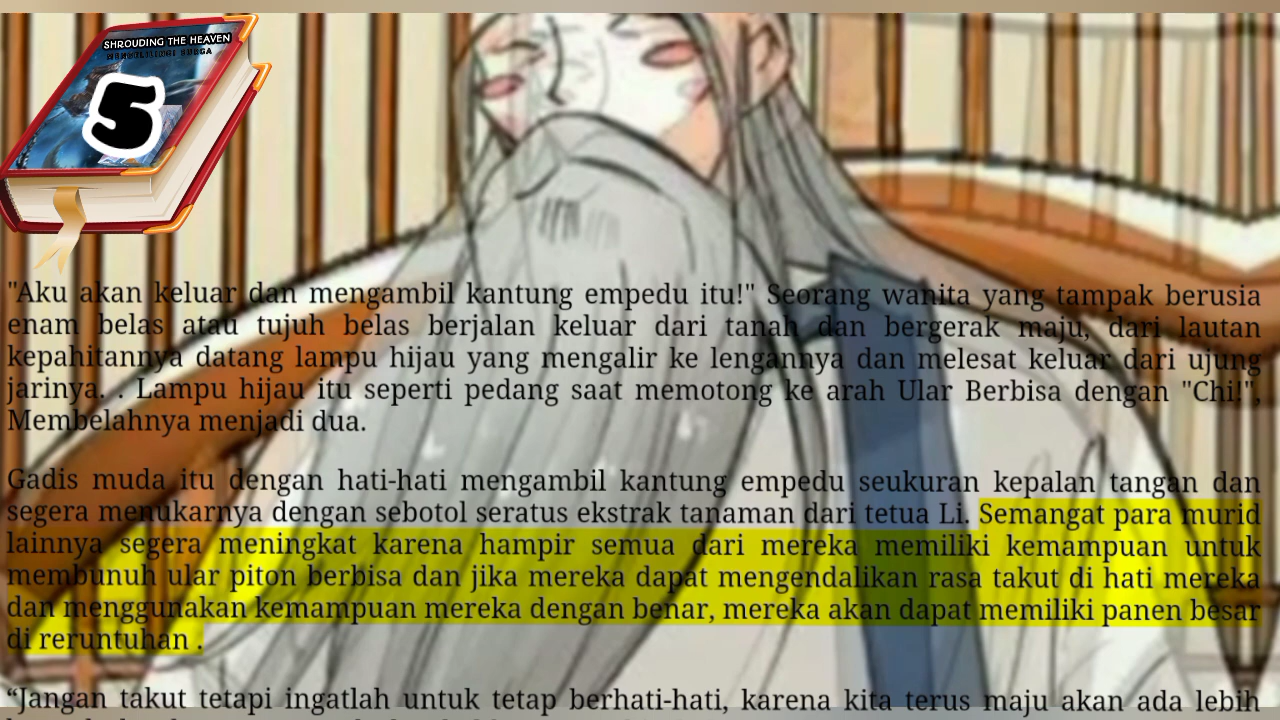 SHROUDING THE HEAVEN
5
"Aku akan keluar dan mengambil kantung empedu itu!" Seorang wanita yang tampak berusia
enam belas atau tujuh belas berjalan keluar dari tanah dan bergerak maju, dari lautan
kepahitannya datang lampu hijau yang mengalir ke lengannya dan melesat keluar dari ujung
jarinya. . Lampu hijau itu seperti pedang saat memotong ke arah Ular Berbisa dengan "Chi!",
Membelahnya menjadi dua.
Gadis muda itu dengan hati-hati mengambil kantung empedu seukuran kepalan tangan dan
segera menukarnya dengan sebotol seratus ekstrak tanaman dari tetua Li. Semangat para murid
lainnya segera meningkat karena hampir semua dari mereka memiliki kemampuan untuk
membunuh ular piton berbisa dan jika mereka dapat mengendalikan rasa takut di hati mereka
dan menggunakan kemampuan mereka dengan benar, mereka akan dapat memiliki panen besar
di reruntuhan .
“Jangan takut tetapi ingatlah untuk tetap berhati-hati, karena kita terus maju akan ada lebih